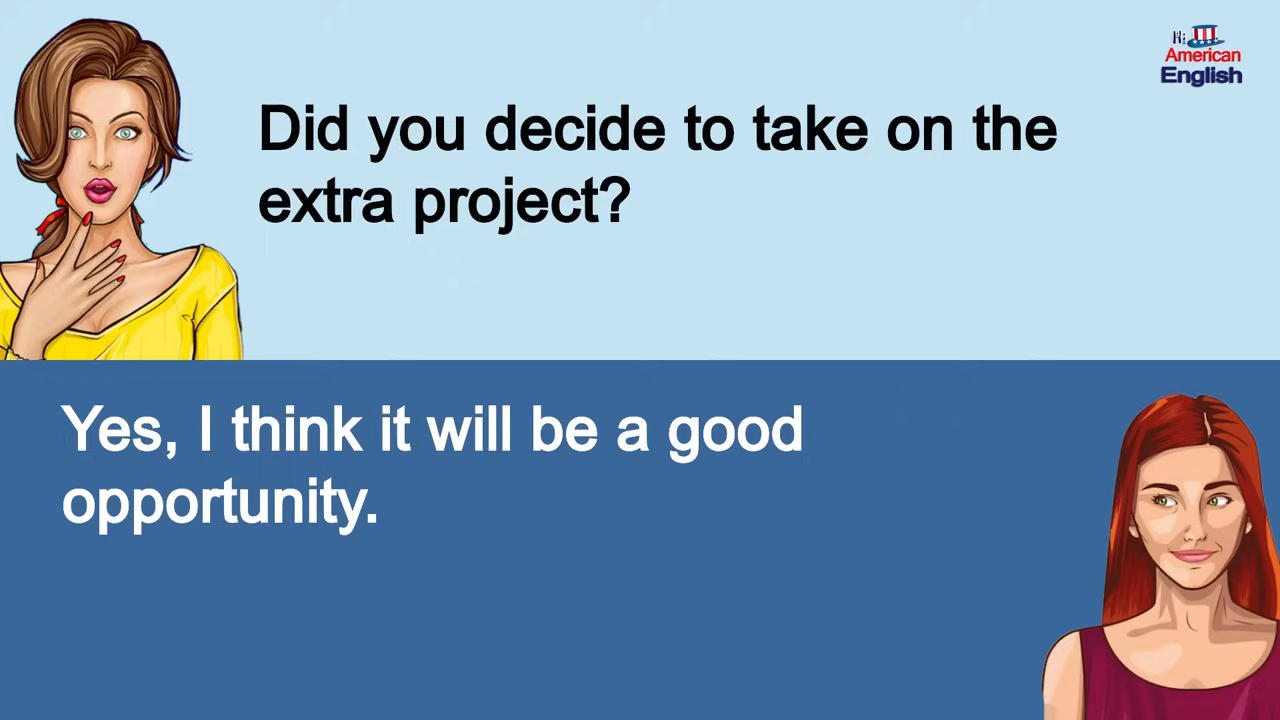 Hi
American
English
Did you decide to take on the
extra project?
Yes, I think it will be a good
opportunity.